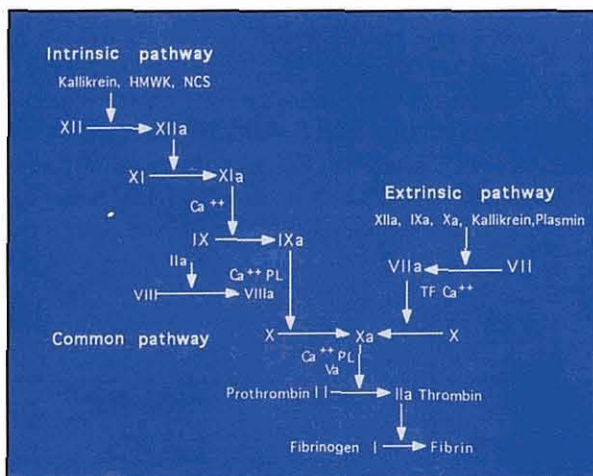 Intrinsic pathway
Kallikrein, HMWK, NCS
XII XIIa
XI XIa
Ca ++
Extrinsic pathway
XIIa, IXa, Xa, Kallikrein,Plasmin
IX IXa
IIa
Ca++ PL
VIII VIIIa
VIIa VII
TF Ca++
Common pathway
X Xa X
Ca ++ PL
Va
Prothrombin II IIa Thrombin
Fibrinogen I Fibrin